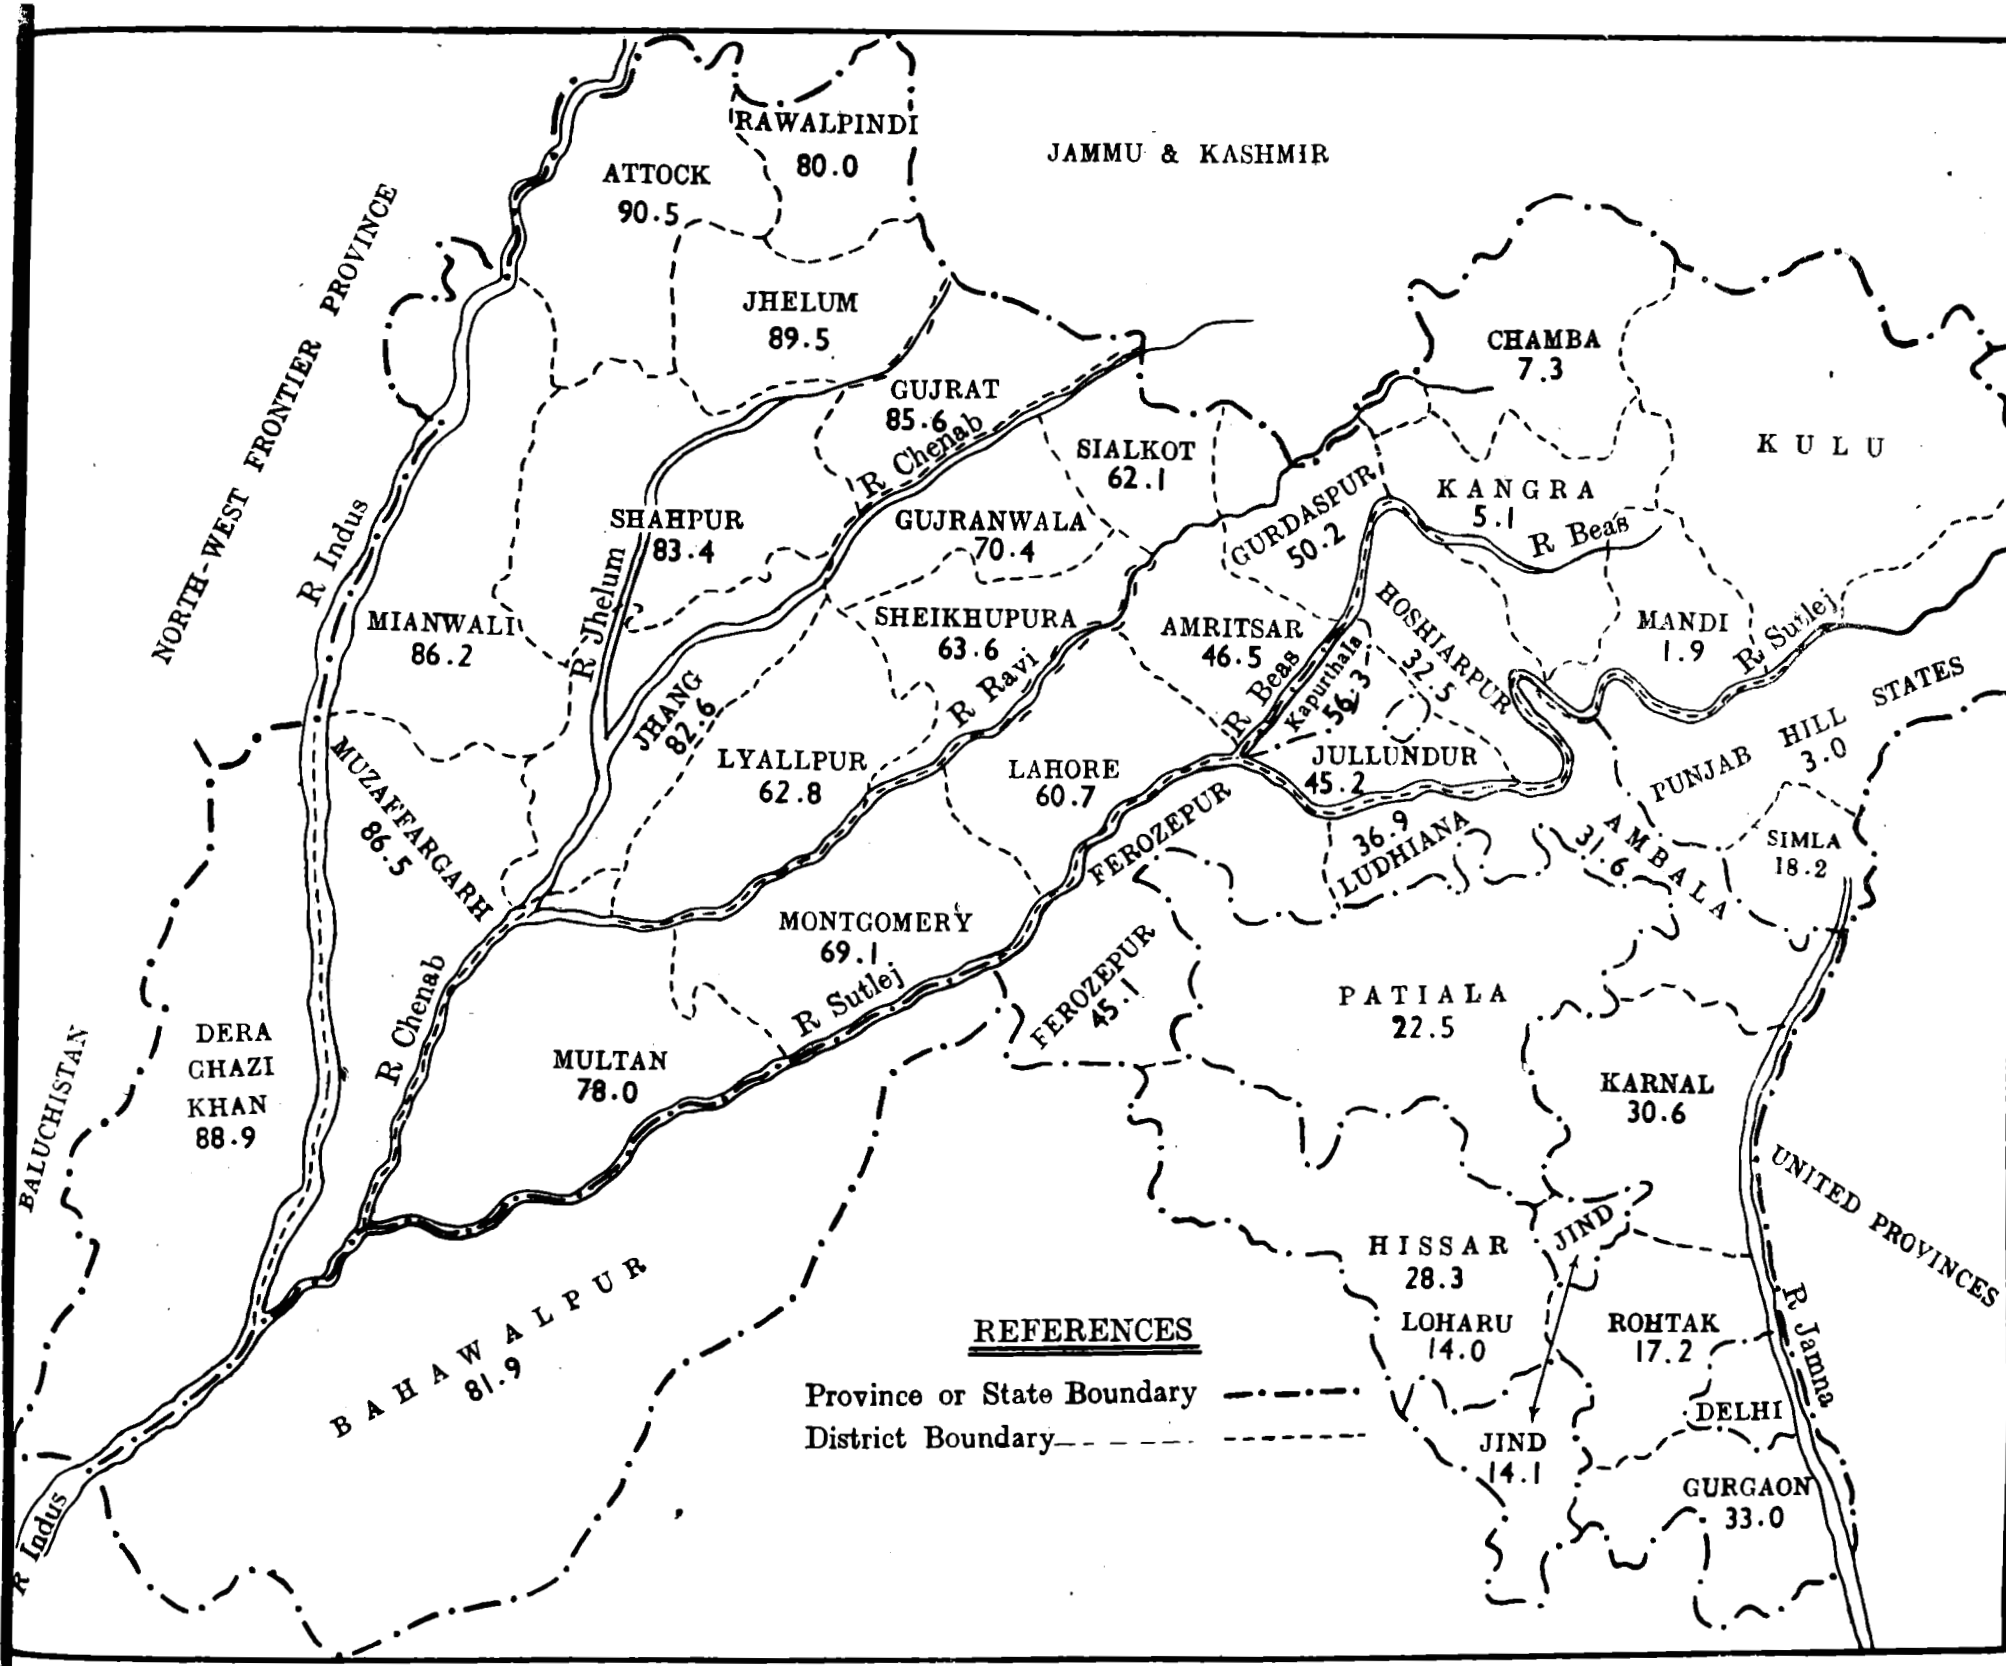 RAWALPINDI
80.0
JAMMU & KASHMIR
ATTOCK
90.5
NORTH-WEST FRONTIER PROVINCE
JHELUM
89.5
CHAMBA
7.3
GUJRAT
85.6
R Chenab
SIALKOT
62.1
KULU
KANGRA
5.1
R Beas
GURDASPUR
50.2
R Indus
SHAHPUR
83.4
GUJRANWALA
70.4
R Jhelum
MIANWALI
86.2
SHEIKHUPURA
63.6
AMRITSAR
46.5
HOSHIARPUR
32.5
MANDI
1.9
R Sutlej
R Ravi
R Beas
Kapurthala
56.3
JHANG
82.6
PUNJAB HILL STATES
3.0
MUZAFFARGARH
86.5
LYALLPUR
62.8
LAHORE
60.7
JULLUNDUR
45.2
FEROZEPUR
36.9
LUDHIANA
AMBALA
31.6
SIMLA
18.2
MONTGOMERY
69.1
R Sutlej
FEROZEPUR
45.1
PATIALA
22.5
R Chenab
BALUCHISTAN
DERA
GHAZI
KHAN
88.9
MULTAN
78.0
KARNAL
30.6
UNITED PROVINCES
JIND
HISSAR
28.3
BAHAWALPUR
81.9
LOHARU
14.0
ROHTAK
17.2
R Jamna
DELHI
JIND
14.1
GURGAON
33.0
R Indus
REFERENCES
Province or State Boundary
District Boundary